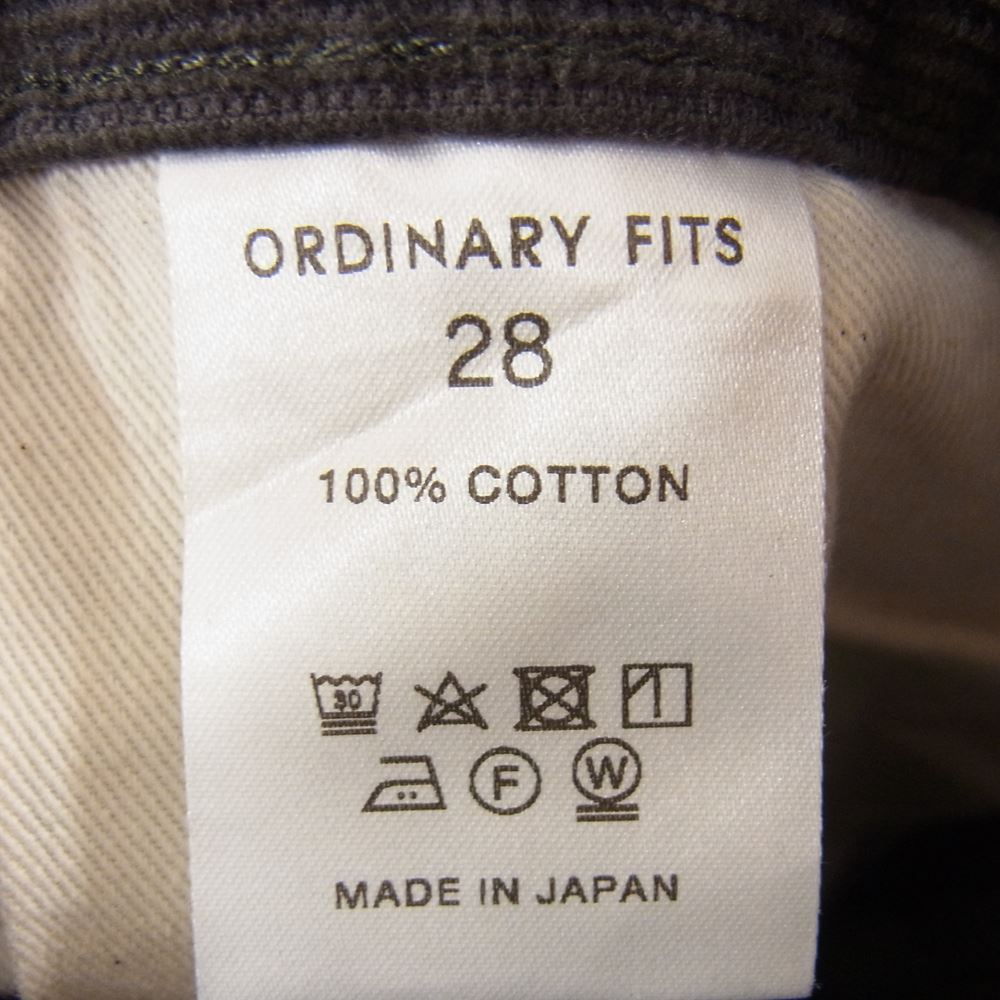 ORDINARY FITS
28
100% COTTON
30
F W
MADE IN JAPAN